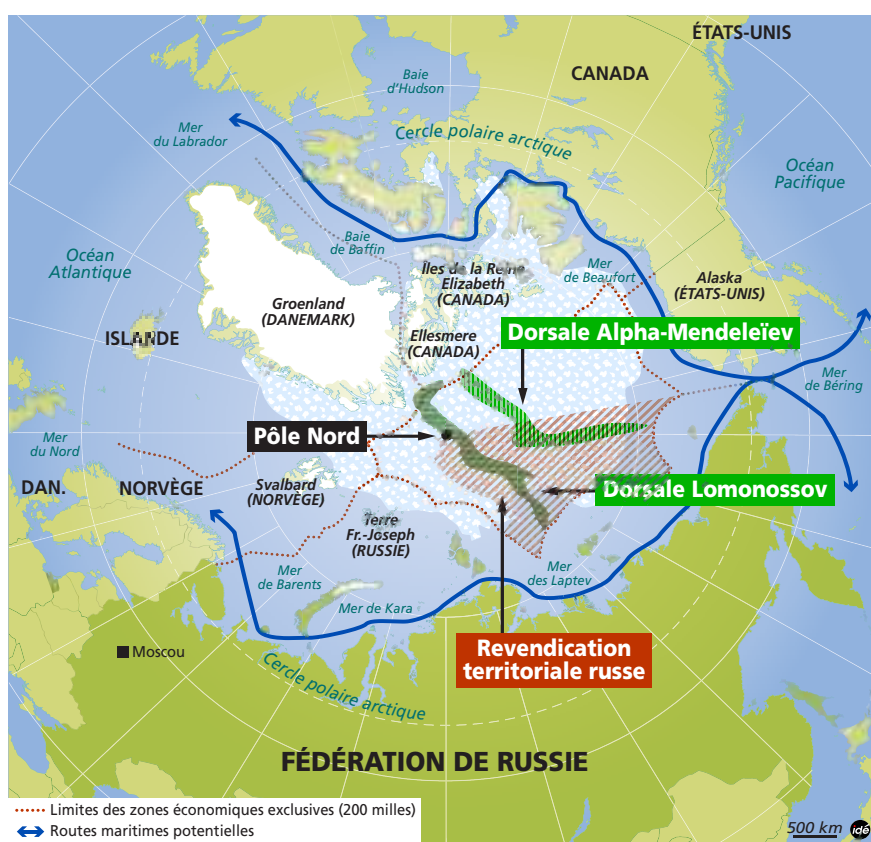 ÉTATS-UNIS
CANADA
Baie
d'Hudson
Mer
du Labrador
Cercle polaire arctique
Océan
Pacifique
Océan
Atlantique
Baie
de Baffin
Îles de la Reine
Elizabeth
(CANADA)
Mer
de Beaufort
Alaska
(ÉTATS-UNIS)
Groenland
(DANEMARK)
ISLANDE
Ellesmere
(CANADA)
Dorsale Alpha-Mendeleïev
Mer
de Béring
Pôle Nord
Mer
du Nord
DAN.
NORVÈGE
Svalbard
(NORVÈGE)
Dorsale Lomonossov
Terre
Fr.-Joseph
(RUSSIE)
Mer
de Barents
Mer
des Laptev
Mer de Kara
Moscou
Revendication
territoriale russe
Cercle polaire arctique
FÉDÉRATION DE RUSSIE
Limites des zones économiques exclusives (200 milles)
Routes maritimes potentielles
500 km
idé